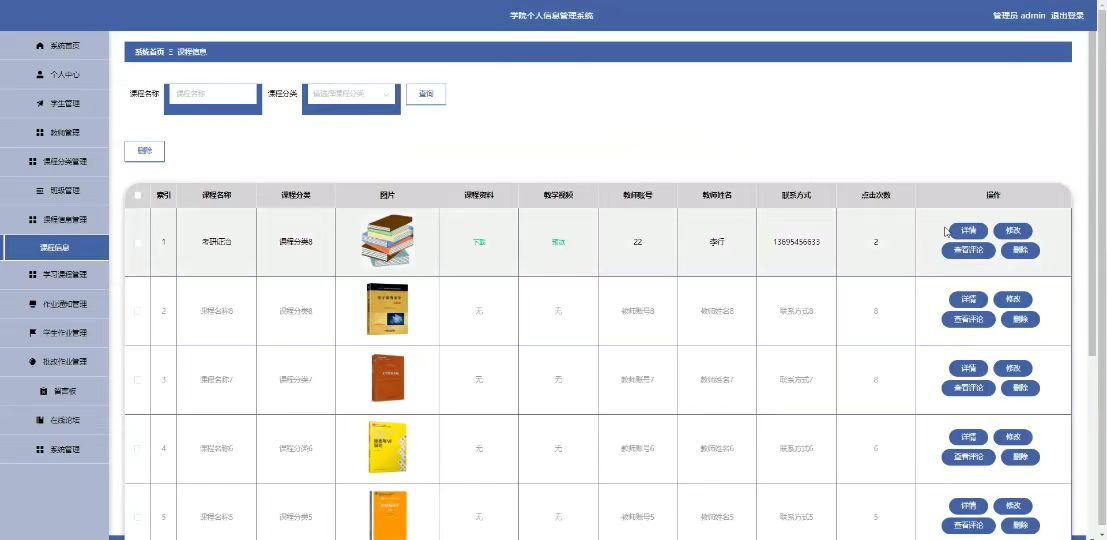 学院个人信息管理系统
管理员 admin 退出登录
系统首页
个人中心
学生管理
教师管理
课程分类管理
班级管理
课程信息管理
课程信息
学习课程管理
作业通知管理
学生作业管理
批改作业管理
留言板
在线论坛
系统管理
系统首页 Ξ 课程信息
课程名称 课程名称 课程分类 请选择课程分类 查询
删除
索引 课程名称 课程分类 图片 课程资料 教学视频 教师账号 教师姓名 联系方式 点击次数 操作
1 考研证合 课程分类8 下载 预览 22 李行 13695456633 2 详情 修改
查看评论 删除
2 课程名称8 课程分类8 无 无 教师账号8 教师姓名8 联系方式8 8 详情 修改
查看评论 删除
3 课程名称7 课程分类7 无 无 教师账号7 教师姓名7 联系方式7 8 详情 修改
查看评论 删除
4 课程名称6 课程分类6 无 无 教师账号6 教师姓名6 联系方式6 6 详情 修改
查看评论 删除
5 课程名称5 课程分类5 无 无 教师账号5 教师姓名5 联系方式5 5 详情 修改
查看评论 删除